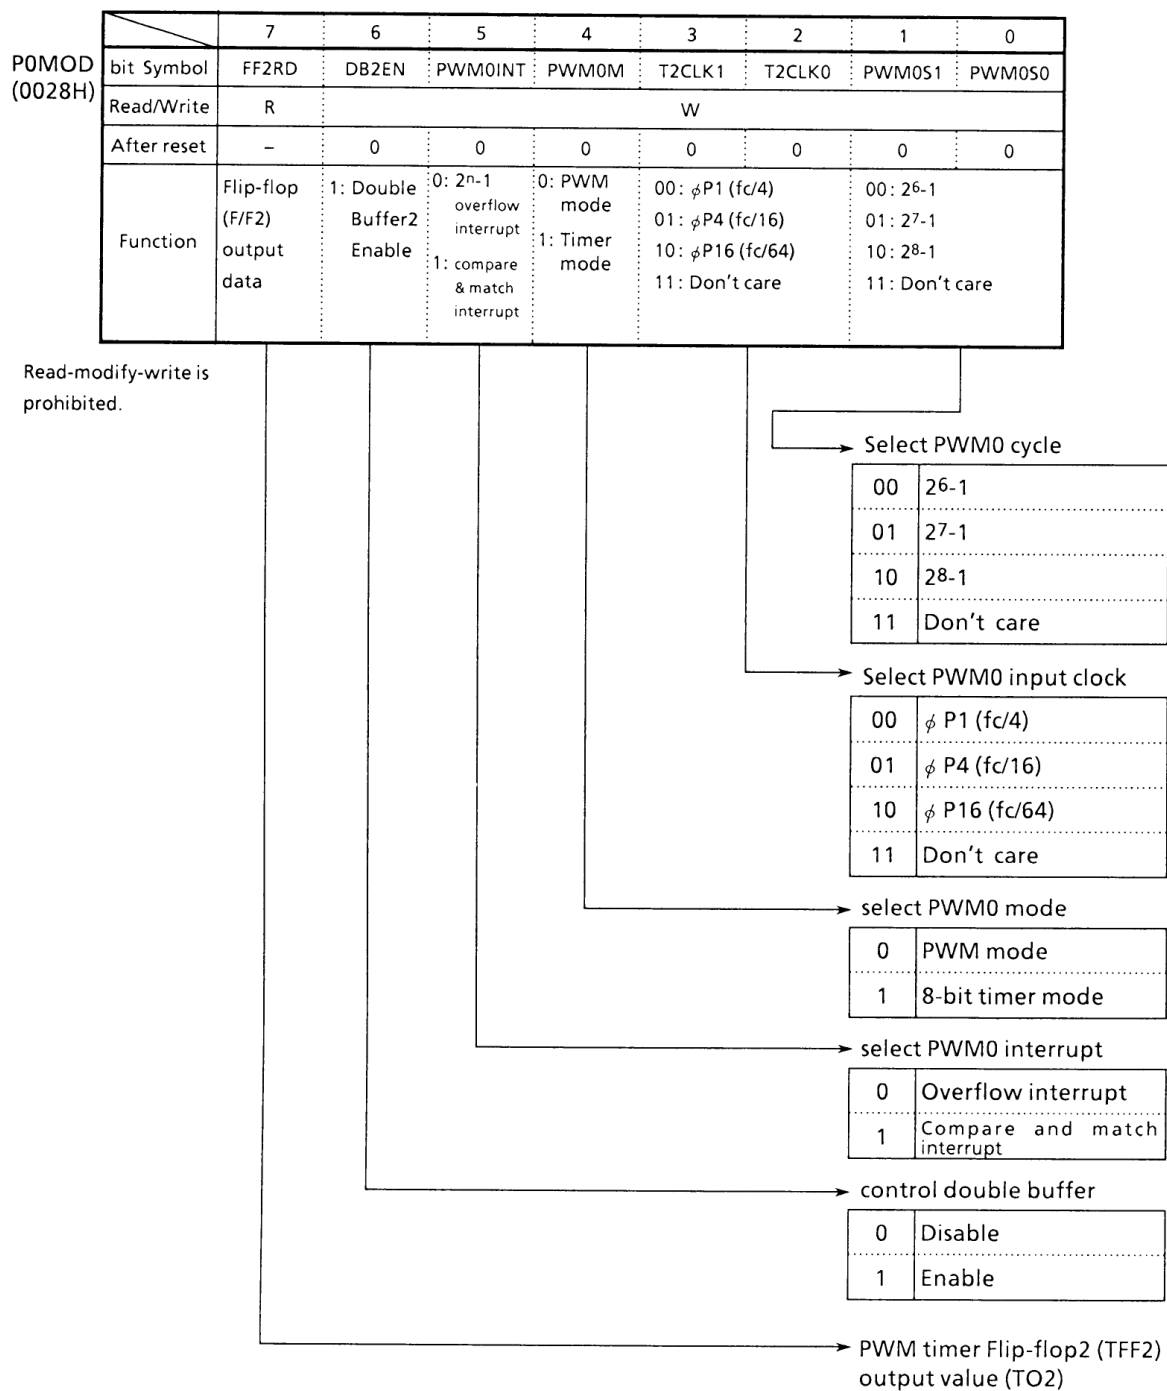 7 6 5 4 3 2 1 0
P0MOD
(0028H)
bit Symbol FF2RD DB2EN PWM0INT PWM0M T2CLK1 T2CLK0 PWM0S1 PWM0S0
Read/Write R W
After reset – 0 0 0 0 0 0 0
Function
Flip-flop
(F/F2)
output
data
1: Double
Buffer2
Enable
0: 2ⁿ-1
overflow
interrupt
1: compare
& match
interrupt
0: PWM
mode
1: Timer
mode
00: φP1 (fc/4)
01: φP4 (fc/16)
10: φP16 (fc/64)
11: Don't care
00: 2⁶-1
01: 2⁷-1
10: 2⁸-1
11: Don't care
Read-modify-write is
prohibited.
Select PWM0 cycle
00 2⁶-1
01 2⁷-1
10 2⁸-1
11 Don't care
Select PWM0 input clock
00 φ P1 (fc/4)
01 φ P4 (fc/16)
10 φ P16 (fc/64)
11 Don't care
select PWM0 mode
0 PWM mode
1 8-bit timer mode
select PWM0 interrupt
0 Overflow interrupt
1 Compare and match
interrupt
control double buffer
0 Disable
1 Enable
PWM timer Flip-flop2 (TFF2)
output value (TO2)